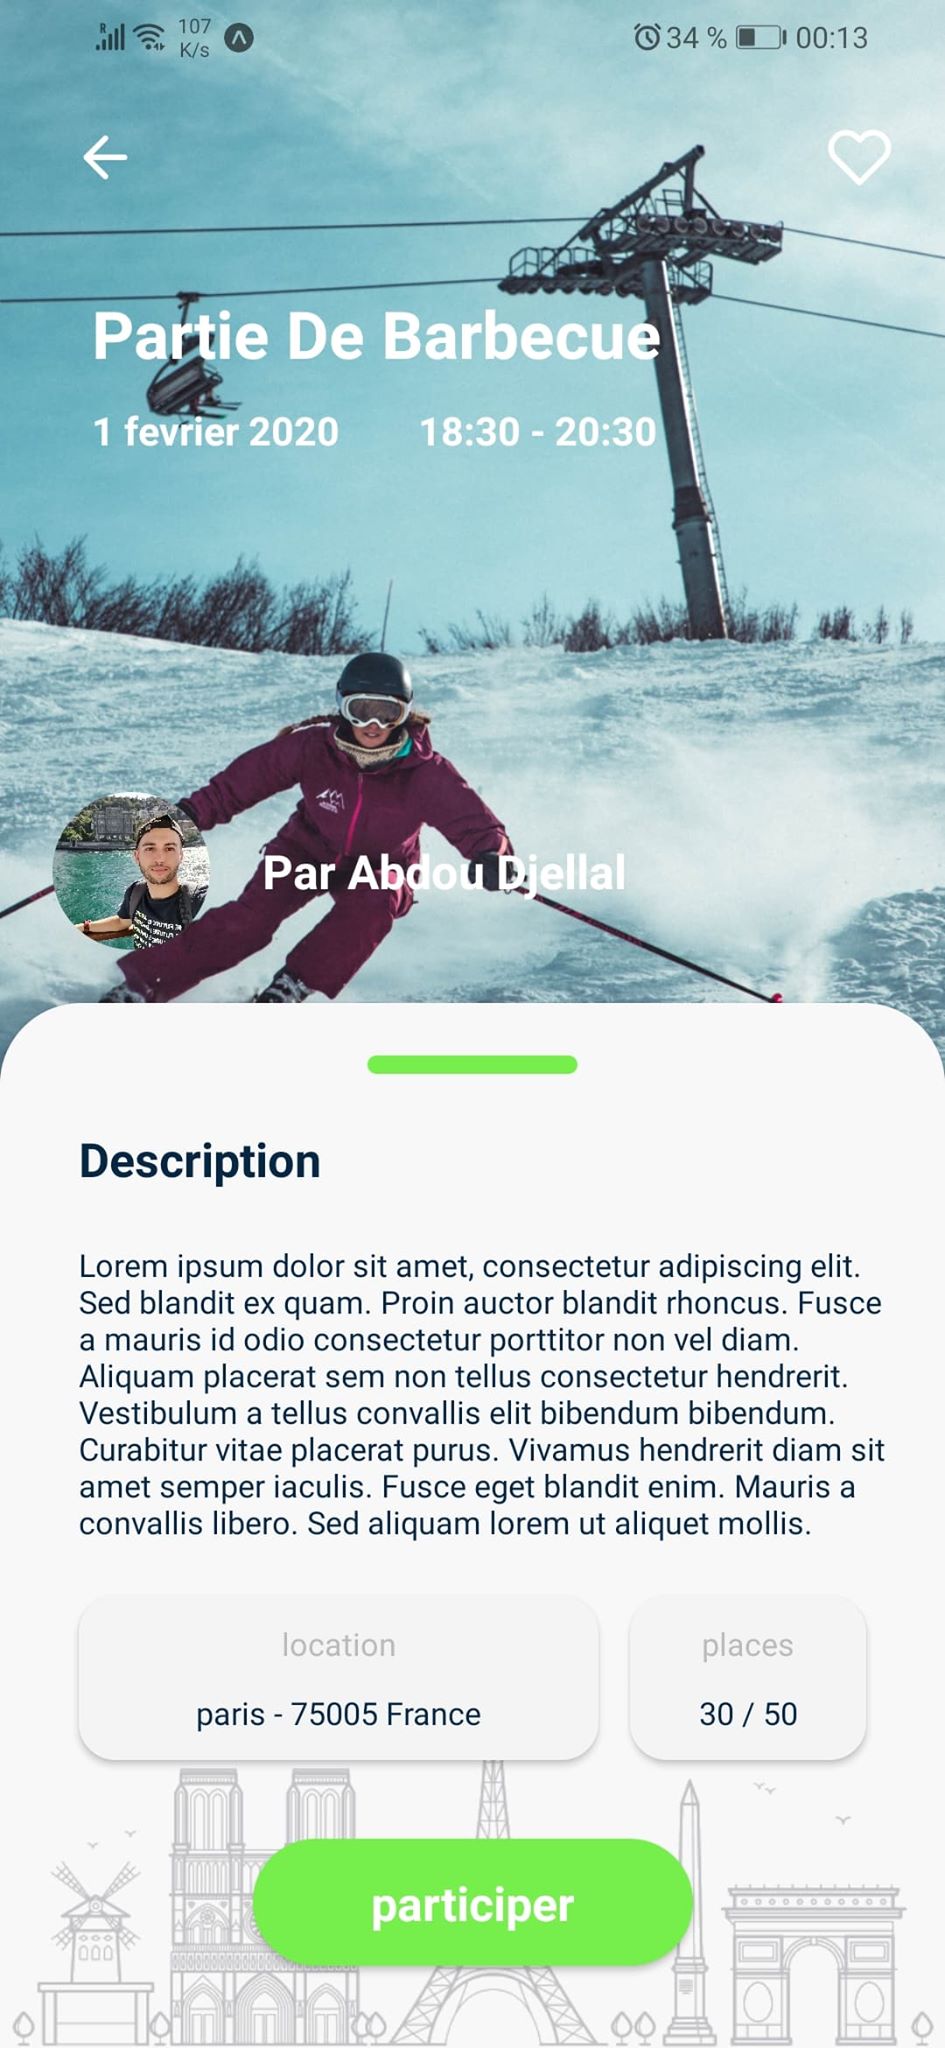 107
K/s
34 % 00:13
Partie De Barbecue
1 fevrier 2020 18:30 - 20:30
Par Abdou Djellal
Description
Lorem ipsum dolor sit amet, consectetur adipiscing elit.
Sed blandit ex quam. Proin auctor blandit rhoncus. Fusce
a mauris id odio consectetur porttitor non vel diam.
Aliquam placerat sem non tellus consectetur hendrerit.
Vestibulum a tellus convallis elit bibendum bibendum.
Curabitur vitae placerat purus. Vivamus hendrerit diam sit
amet semper iaculis. Fusce eget blandit enim. Mauris a
convallis libero. Sed aliquam lorem ut aliquet mollis.
location places
paris - 75005 France 30 / 50
participer